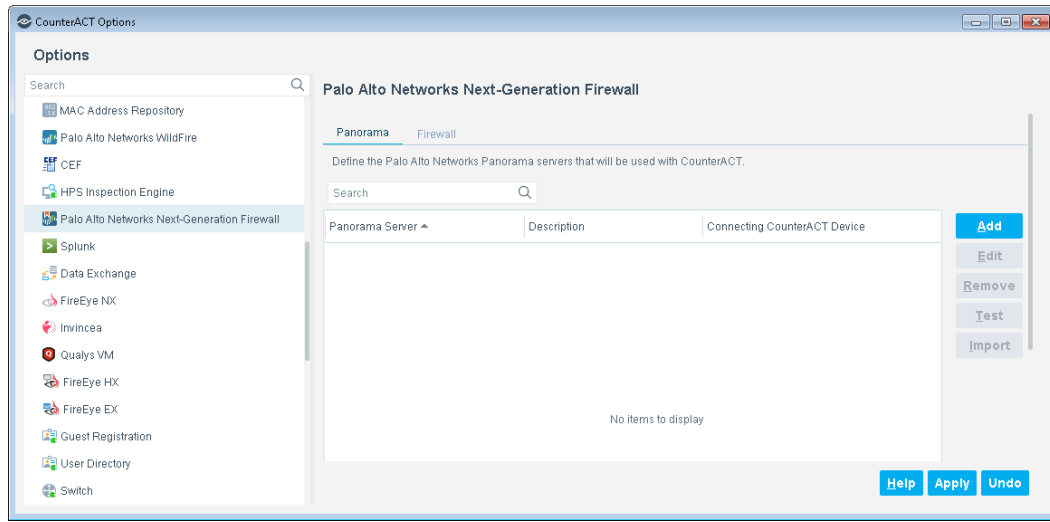 CounterACT Options
Options
Search
MAC Address Repository
Palo Alto Networks WildFire
CEF
HPS Inspection Engine
Palo Alto Networks Next-Generation Firewall
Splunk
Data Exchange
FireEye NX
Invincea
Qualys VM
FireEye HX
FireEye EX
Guest Registration
User Directory
Switch
Palo Alto Networks Next-Generation Firewall
Panorama Firewall
Define the Palo Alto Networks Panorama servers that will be used with CounterACT.
Search
Panorama Server Description Connecting CounterACT Device
No items to display
Add
Edit
Remove
Test
Import
Help Apply Undo